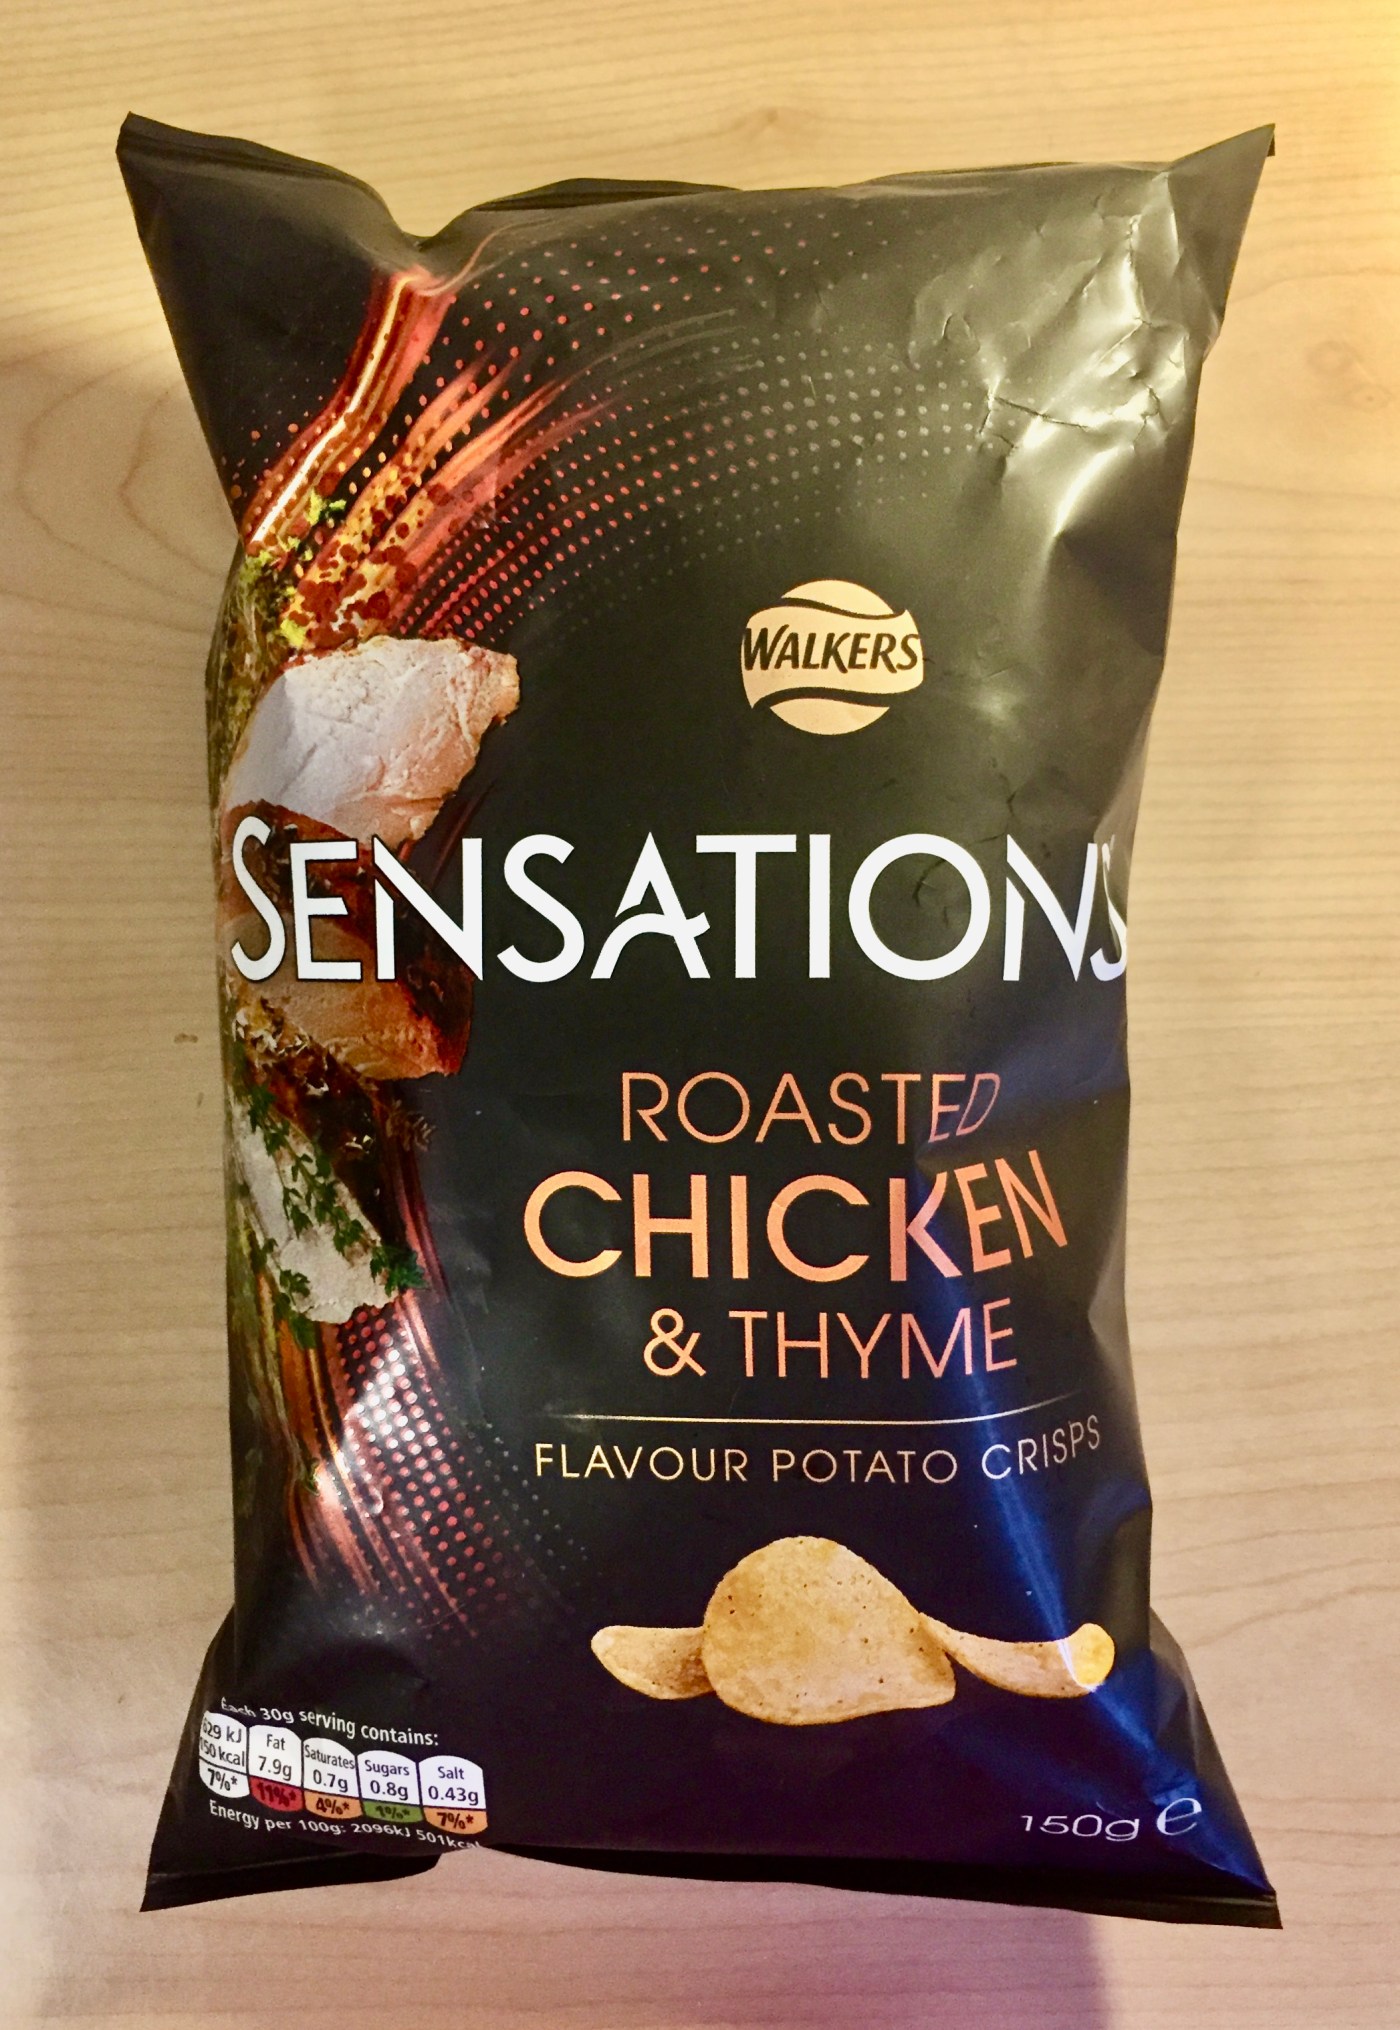 WALKERS
SENSATIONS
ROASTED
CHICKEN
& THYME
FLAVOUR POTATO CRISPS
Each 30g serving contains:
629 kJ
150 kcal
7%*
Fat
7.9g
11%*
Saturates
0.7g
4%*
Sugars
0.8g
1%*
Salt
0.43g
7%*
Energy per 100g: 2096kJ 501kcal
150g e